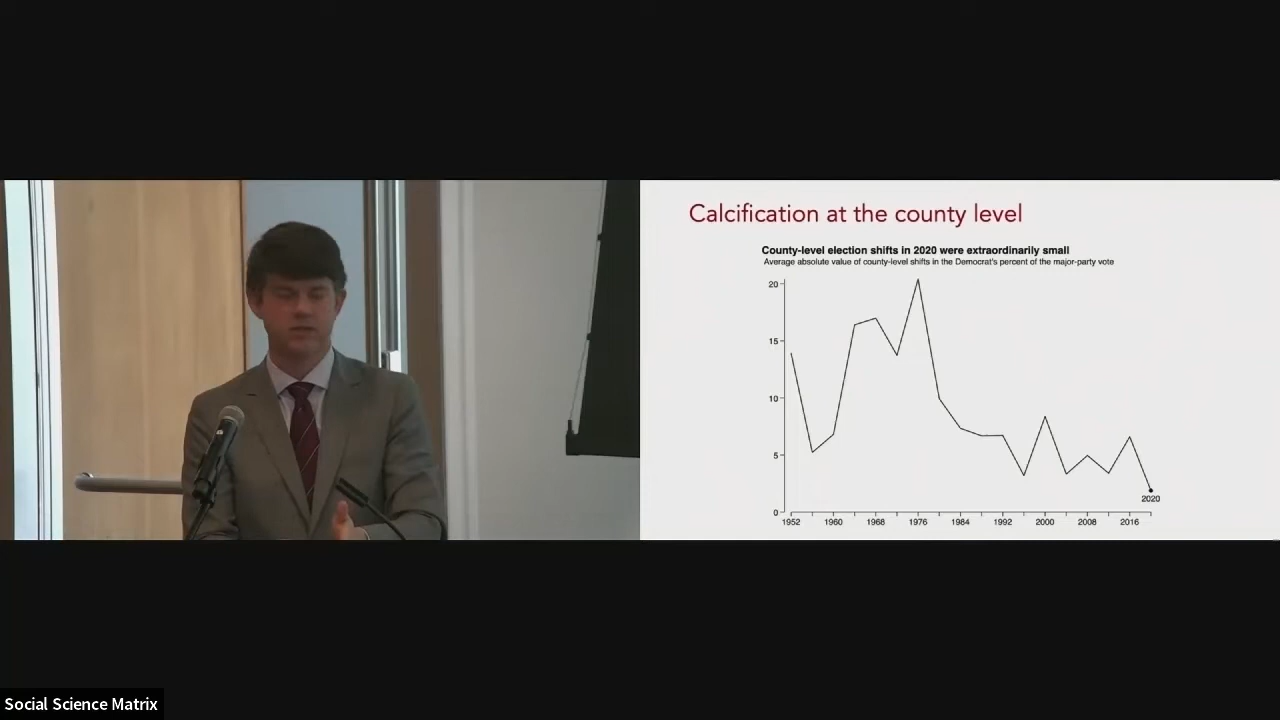 Calcification at the county level
County-level election shifts in 2020 were extraordinarily small
Average absolute value of county-level shifts in the Democrat's percent of the major-party vote
20
15
10
5
0
2020
1952 1960 1968 1976 1984 1992 2000 2008 2016
Social Science Matrix